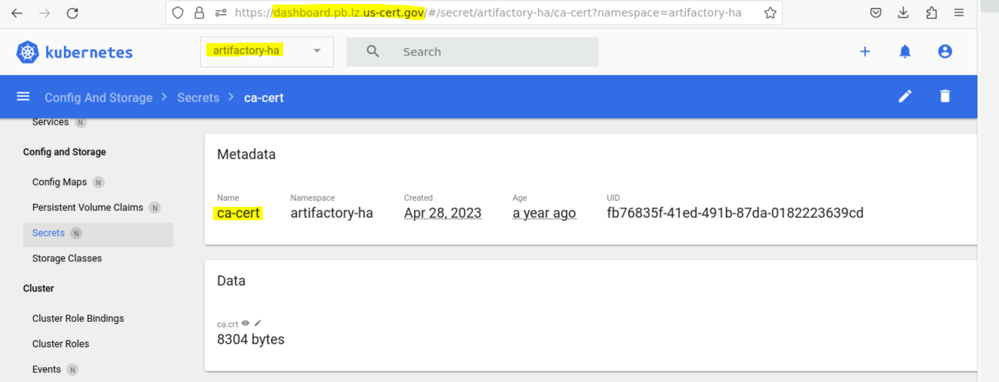 https://dashboard.pb.lz.us-cert.gov/#/secret/artifactory-ha/ca-cert?namespace=artifactory-ha
kubernetes
artifactory-ha
Search
Config And Storage > Secrets > ca-cert
Services N
Config and Storage
Config Maps N
Persistent Volume Claims N
Secrets N
Storage Classes
Cluster
Cluster Role Bindings
Cluster Roles
Events N
Metadata
Name Namespace Created Age UID
ca-cert artifactory-ha Apr 28, 2023 a year ago fb76835f-41ed-491b-87da-0182223639cd
Data
ca.crt
8304 bytes